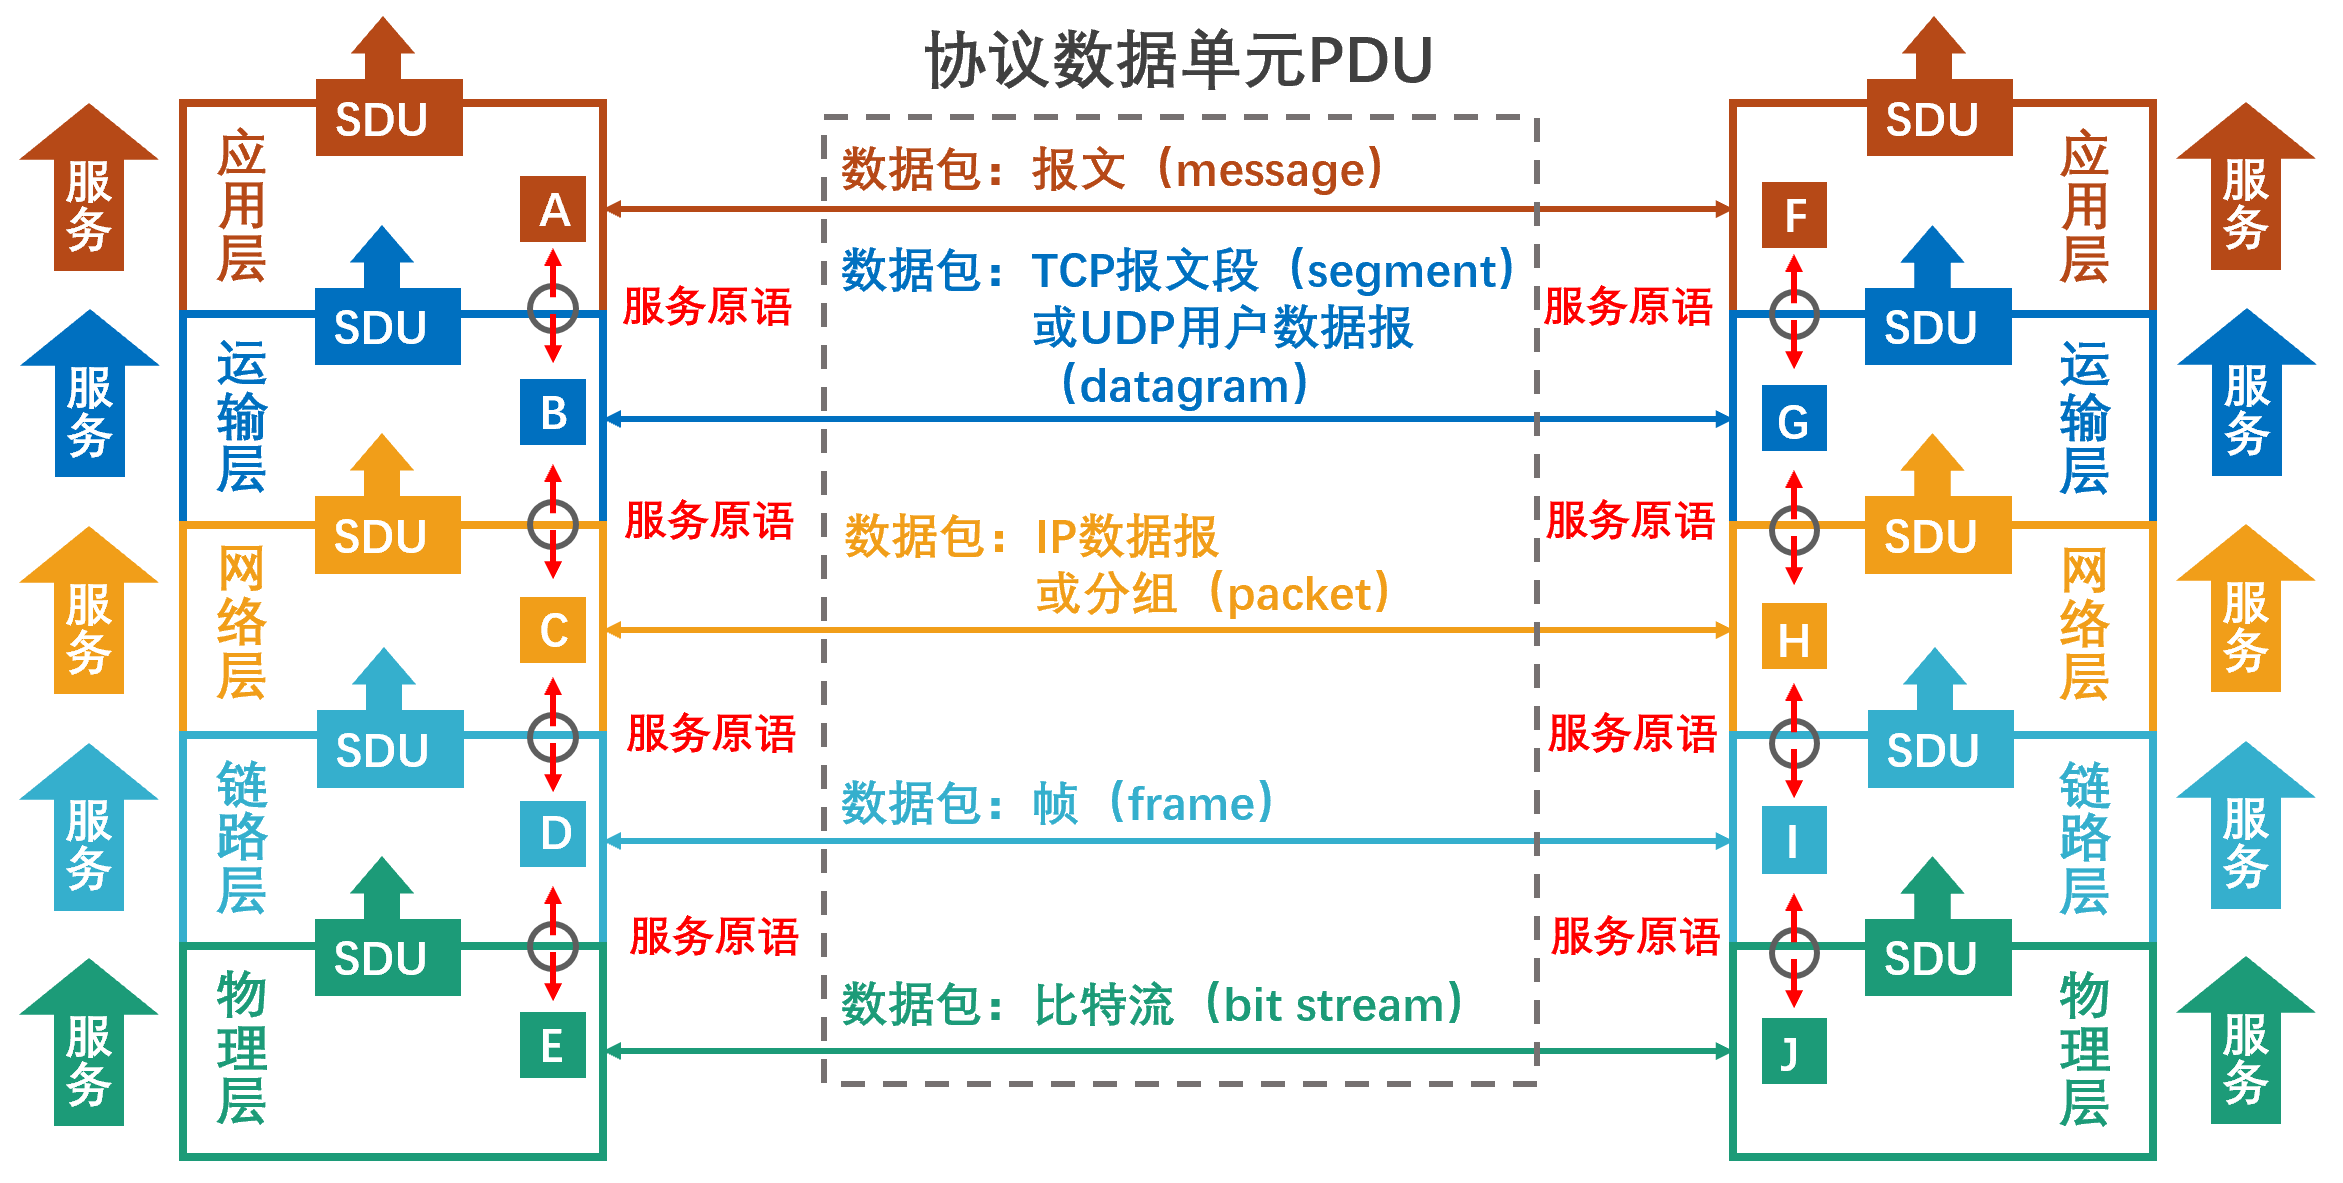 协议数据单元PDU
SDU
SDU
服务
应用层
数据包：报文（message）
应用层
服务
A
F
服务原语
数据包：TCP报文段（segment）
或UDP用户数据报
（datagram）
服务原语
SDU
SDU
服务
运输层
运输层
服务
B
G
服务原语
服务原语
SDU
数据包：IP数据报
或分组（packet）
SDU
服务
网络层
网络层
服务
C
H
服务原语
服务原语
SDU
SDU
服务
链路层
数据包：帧（frame）
链路层
服务
D
I
服务原语
服务原语
SDU
SDU
服务
物理层
数据包：比特流（bit stream）
物理层
服务
E
J